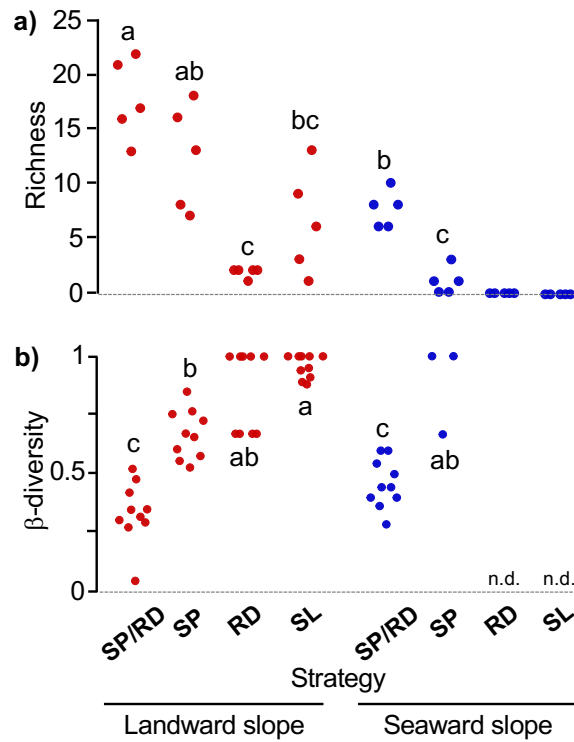 a)
Richness
25
20
15
10
5
0
a
ab
c
bc
b
c
b)
β-diversity
1
0.5
0
c
b
ab
a
c
ab
n.d. n.d.
SP/RD SP RD SL SP/RD SP RD SL
Strategy
Landward slope Seaward slope